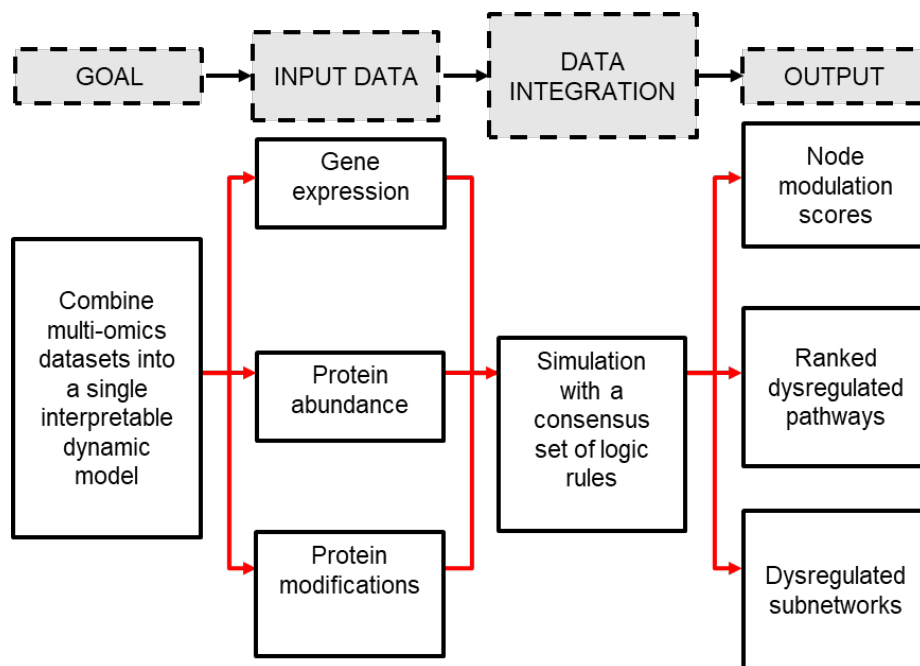 GOAL
INPUT DATA
DATA
INTEGRATION
OUTPUT
Combine
multi-omics
datasets into
a single
interpretable
dynamic
model
Gene
expression
Protein
abundance
Protein
modifications
Simulation
with a
consensus
set of logic
rules
Node
modulation
scores
Ranked
dysregulated
pathways
Dysregulated
subnetworks